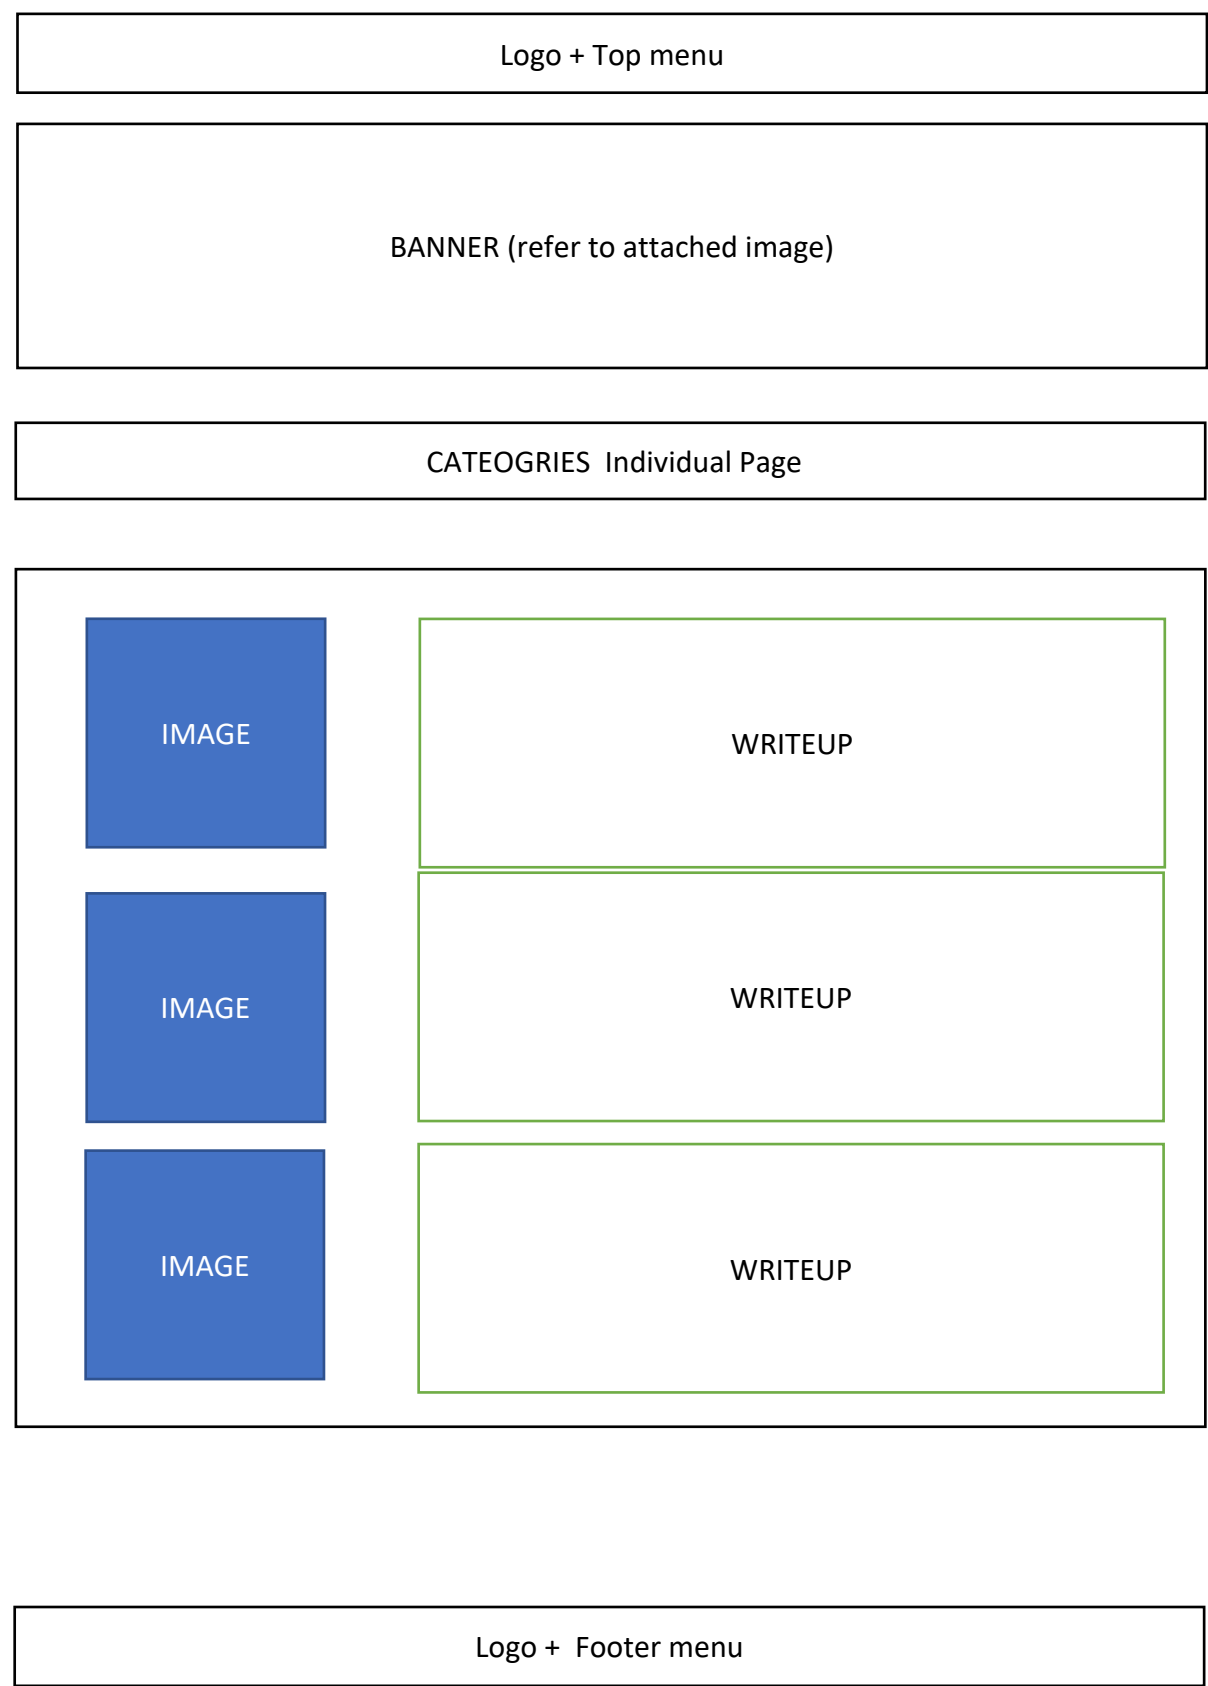 Logo + Top menu
BANNER (refer to attached image)
CATEOGRIES  Individual Page
IMAGE
WRITEUP
IMAGE
WRITEUP
IMAGE
WRITEUP
Logo +  Footer menu